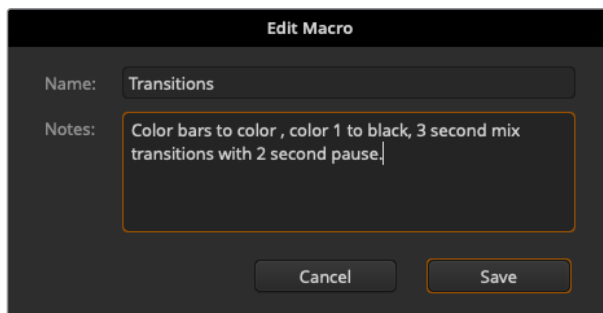 Edit Macro
Name: Transitions
Notes: Color bars to color , color 1 to black, 3 second mix
transitions with 2 second pause.
Cancel Save